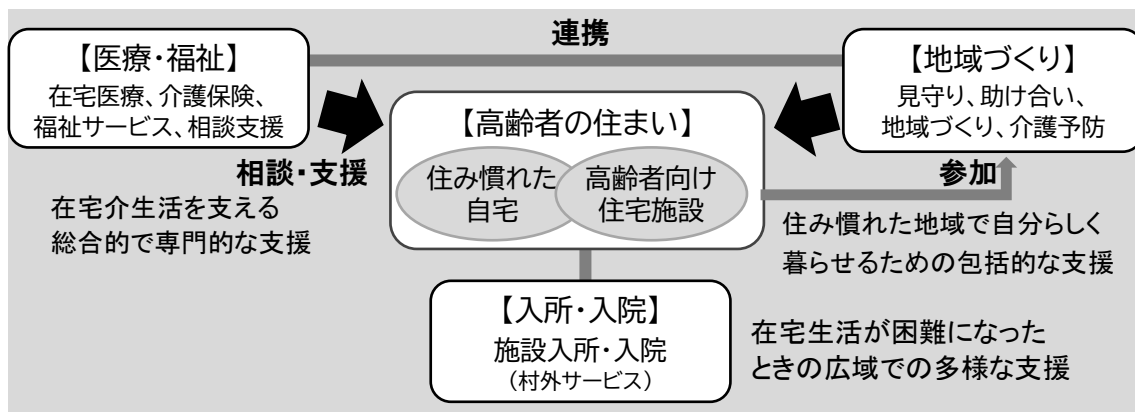 連携
【医療・福祉】
在宅医療、介護保険、
福祉サービス、相談支援
【地域づくり】
見守り、助け合い、
地域づくり、介護予防
【高齢者の住まい】
住み慣れた
自宅
高齢者向け
住宅施設
相談・支援
在宅介生活を支える
総合的で専門的な支援
参加
住み慣れた地域で自分らしく
暮らせるための包括的な支援
【入所・入院】
施設入所・入院
（村外サービス）
在宅生活が困難になった
ときの広域での多様な支援